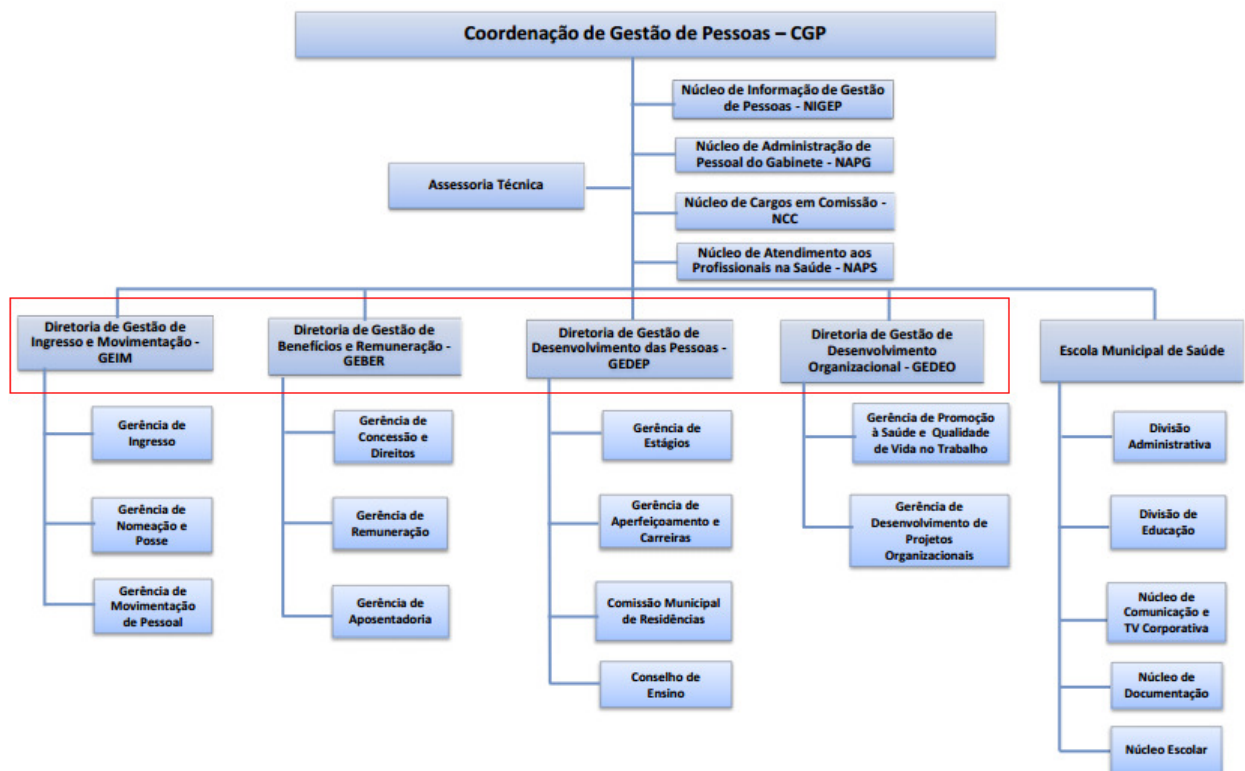 Coordenação de Gestão de Pessoas – CGP
Núcleo de Informação de Gestão
de Pessoas - NIGEP
Núcleo de Administração de
Pessoal do Gabinete - NAPG
Assessoria Técnica
Núcleo de Cargos em Comissão -
NCC
Núcleo de Atendimento aos
Profissionais na Saúde - NAPS
Diretoria de Gestão de
Ingresso e Movimentação -
GEIM
Diretoria de Gestão de
Benefícios e Remuneração -
GEBER
Diretoria de Gestão de
Desenvolvimento das Pessoas -
GEDEP
Diretoria de Gestão de
Desenvolvimento
Organizacional - GEDEO
Escola Municipal de Saúde
Gerência de
Ingresso
Gerência de
Nomeação e
Posse
Gerência de
Movimentação
de Pessoal
Gerência de
Concessão e
Direitos
Gerência de
Remuneração
Gerência de
Aposentadoria
Gerência de
Estágios
Gerência de
Aperfeiçoamento e
Carreiras
Comissão Municipal
de Residências
Conselho de
Ensino
Gerência de Promoção
à Saúde e Qualidade
de Vida no Trabalho
Gerência de
Desenvolvimento de
Projetos
Organizacionais
Divisão
Administrativa
Divisão de
Educação
Núcleo de
Comunicação e
TV Corporativa
Núcleo de
Documentação
Núcleo Escolar